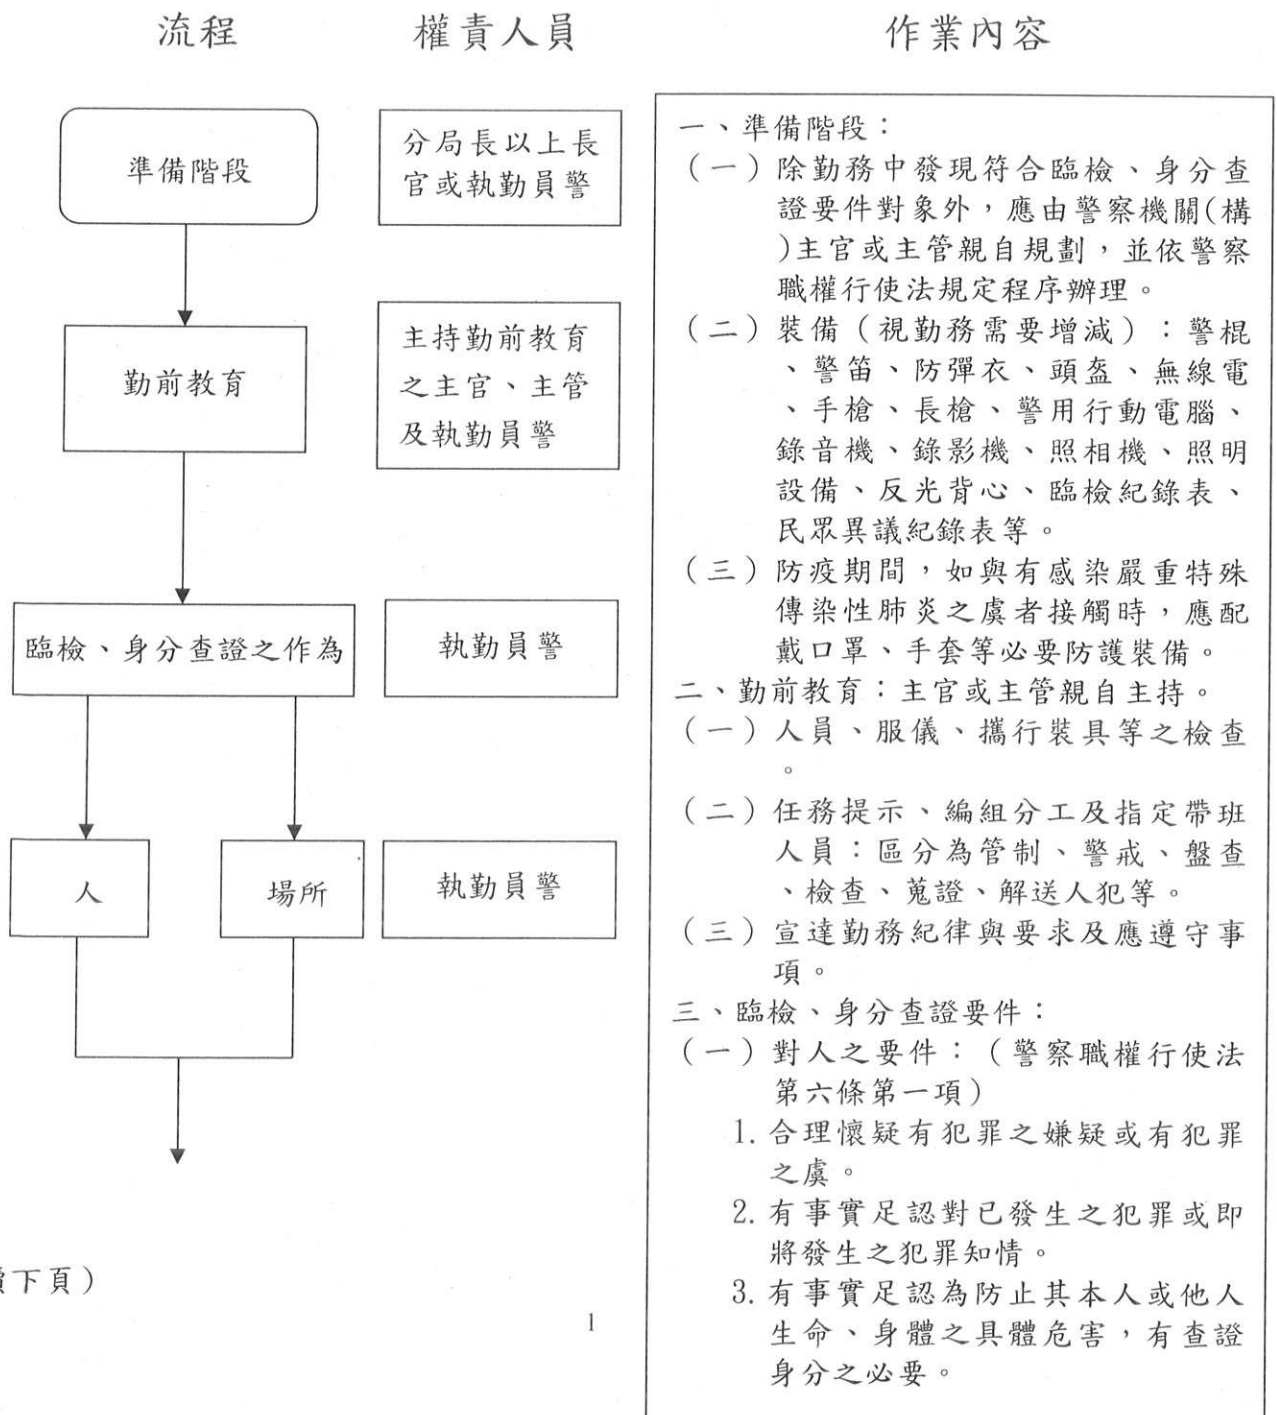 流程
權責人員
作業內容
準備階段
分局長以上長
官或執勤員警
勤前教育
主持勤前教育
之主官、主管
及執勤員警
臨檢、身分查證之作為
執勤員警
人
場所
執勤員警
下頁）
1
一、準備階段：
（一）除勤務中發現符合臨檢、身分查
證要件對象外，應由警察機關(構
)主官或主管親自規劃，並依警察
職權行使法規定程序辦理。
（二）裝備（視勤務需要增減）：警棍
、警笛、防彈衣、頭盔、無線電
、手槍、長槍、警用行動電腦、
錄音機、錄影機、照相機、照明
設備、反光背心、臨檢紀錄表、
民眾異議紀錄表等。
（三）防疫期間，如與有感染嚴重特殊
傳染性肺炎之虞者接觸時，應配
戴口罩、手套等必要防護裝備。
二、勤前教育：主官或主管親自主持。
（一）人員、服儀、攜行裝具等之檢查
。
（二）任務提示、編組分工及指定帶班
人員：區分為管制、警戒、盤查
、檢查、蒐證、解送人犯等。
（三）宣達勤務紀律與要求及應遵守事
項。
三、臨檢、身分查證要件：
（一）對人之要件：（警察職權行使法
第六條第一項）
1. 合理懷疑有犯罪之嫌疑或有犯罪
之虞。
2. 有事實足認對已發生之犯罪或即
將發生之犯罪知情。
3. 有事實足認為防止其本人或他人
生命、身體之具體危害，有查證
身分之必要。